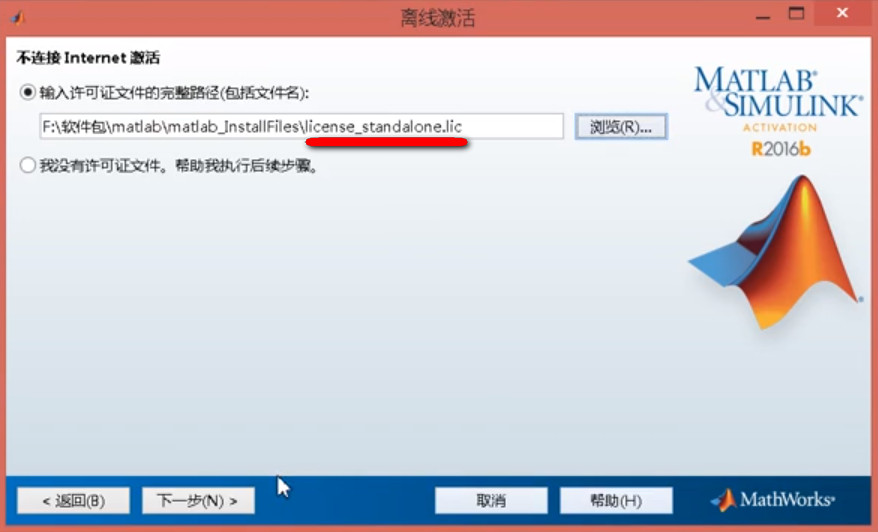 离线激活
不连接 Internet 激活
输入许可证文件的完整路径(包括文件名):
F:\软件包\matlab\matlab_InstallFiles\license_standalone.lic
浏览(R)...
我没有许可证文件。帮助我执行后续步骤。
MATLAB®
&SIMULINK®
ACTIVATION
R2016b
< 返回(B)
下一步(N) >
取消
帮助(H)
MathWorks®